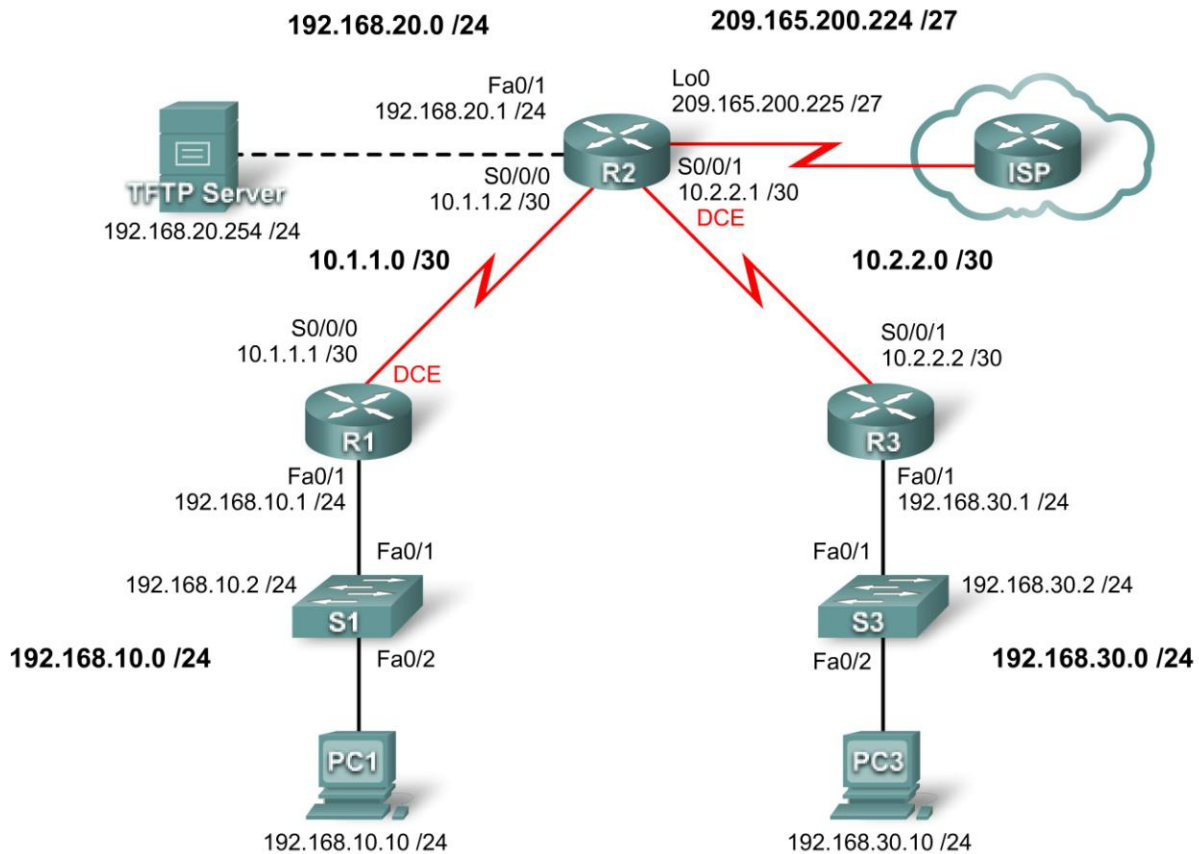 192.168.20.0 /24
209.165.200.224 /27
Fa0/1
192.168.20.1 /24
Lo0
209.165.200.225 /27
TFTP Server
192.168.20.254 /24
R2
ISP
S0/0/0
10.1.1.2 /30
S0/0/1
10.2.2.1 /30
DCE
10.1.1.0 /30
10.2.2.0 /30
S0/0/0
10.1.1.1 /30
DCE
S0/0/1
10.2.2.2 /30
R1
R3
Fa0/1
192.168.10.1 /24
Fa0/1
192.168.30.1 /24
Fa0/1
192.168.10.2 /24
S1
Fa0/1
192.168.30.2 /24
S3
192.168.10.0 /24
Fa0/2
Fa0/2
192.168.30.0 /24
PC1
PC3
192.168.10.10 /24
192.168.30.10 /24